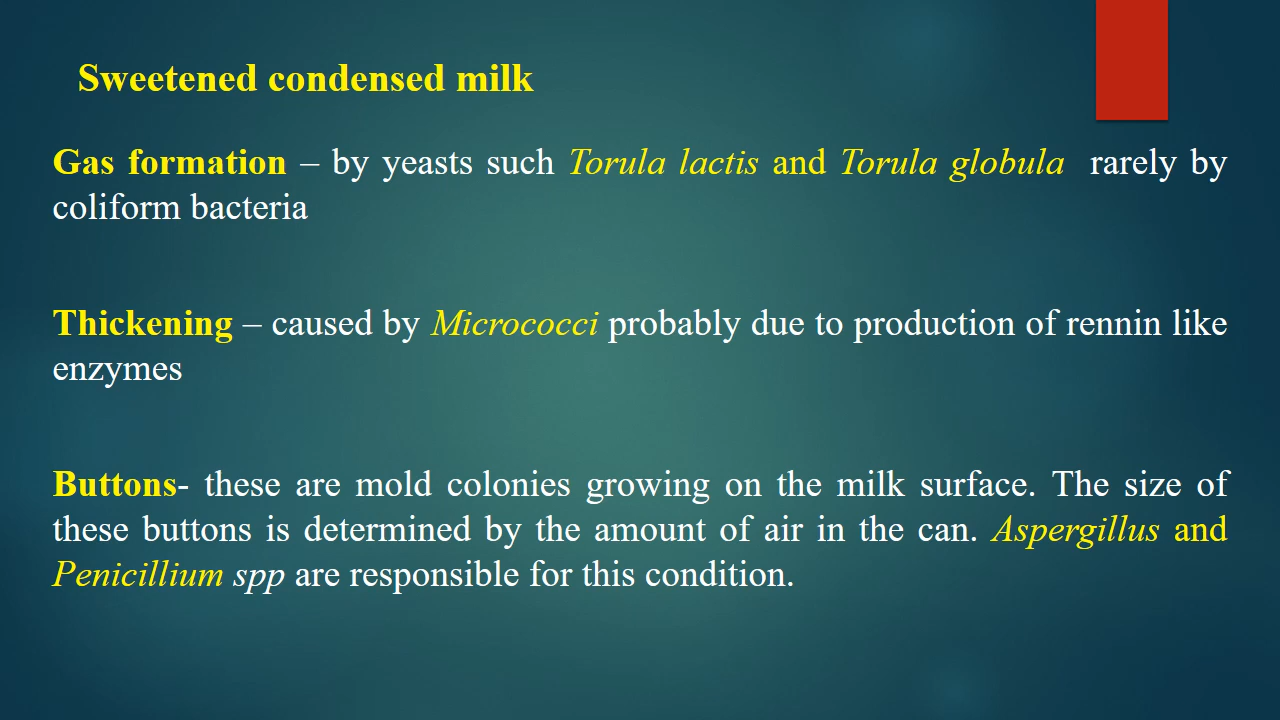 Sweetened condensed milk
Gas formation – by yeasts such Torula lactis and Torula globula rarely by
coliform bacteria
Thickening – caused by Micrococci probably due to production of rennin like
enzymes
Buttons- these are mold colonies growing on the milk surface. The size of
these buttons is determined by the amount of air in the can. Aspergillus and
Penicillium spp are responsible for this condition.